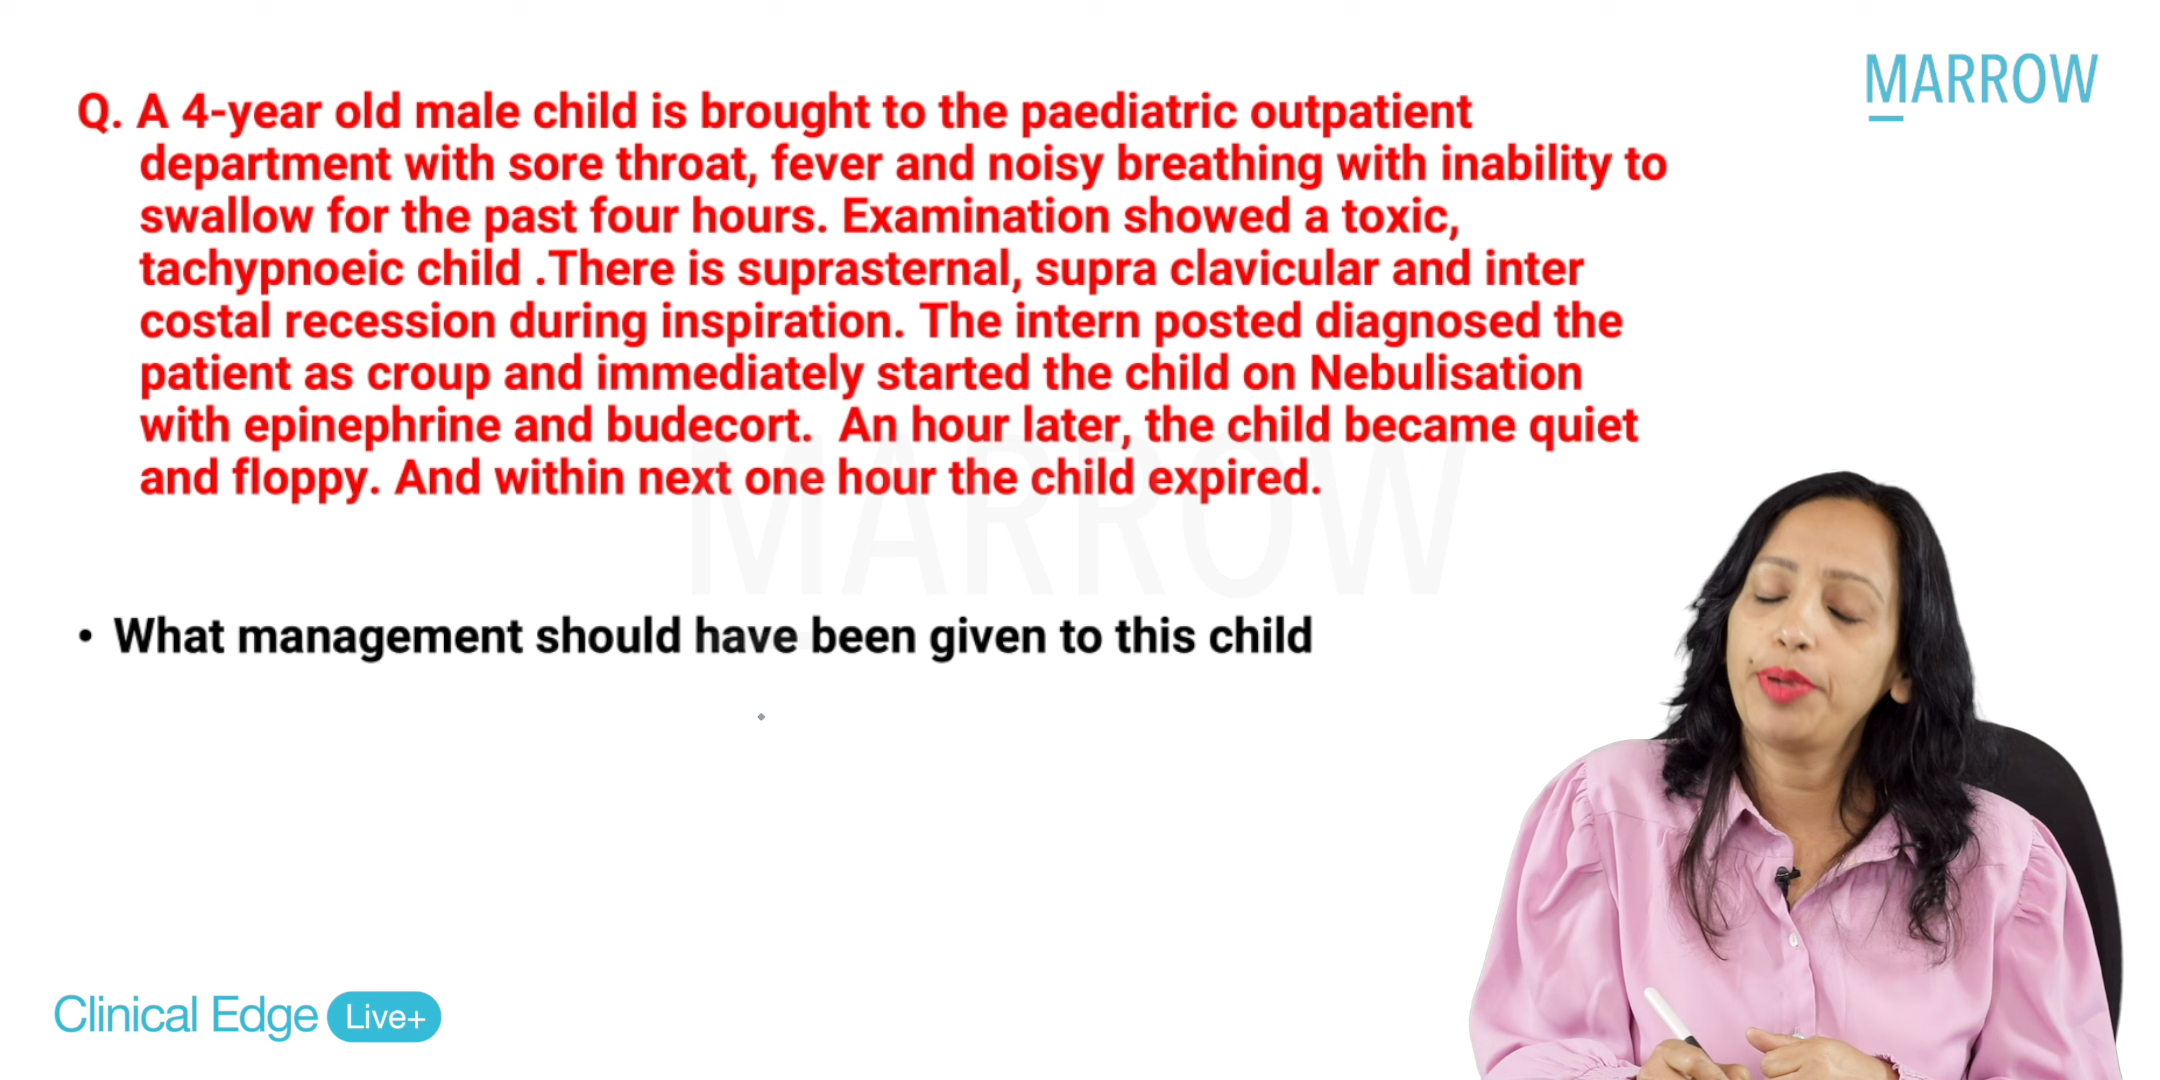 MARROW
Q. A 4-year old male child is brought to the paediatric outpatient
department with sore throat, fever and noisy breathing with inability to
swallow for the past four hours. Examination showed a toxic,
tachypnoeic child .There is suprasternal, supra clavicular and inter
costal recession during inspiration. The intern posted diagnosed the
patient as croup and immediately started the child on Nebulisation
with epinephrine and budecort.  An hour later, the child became quiet
and floppy. And within next one hour the child expired.
MARROW
• What management should have been given to this child
Clinical Edge Live+